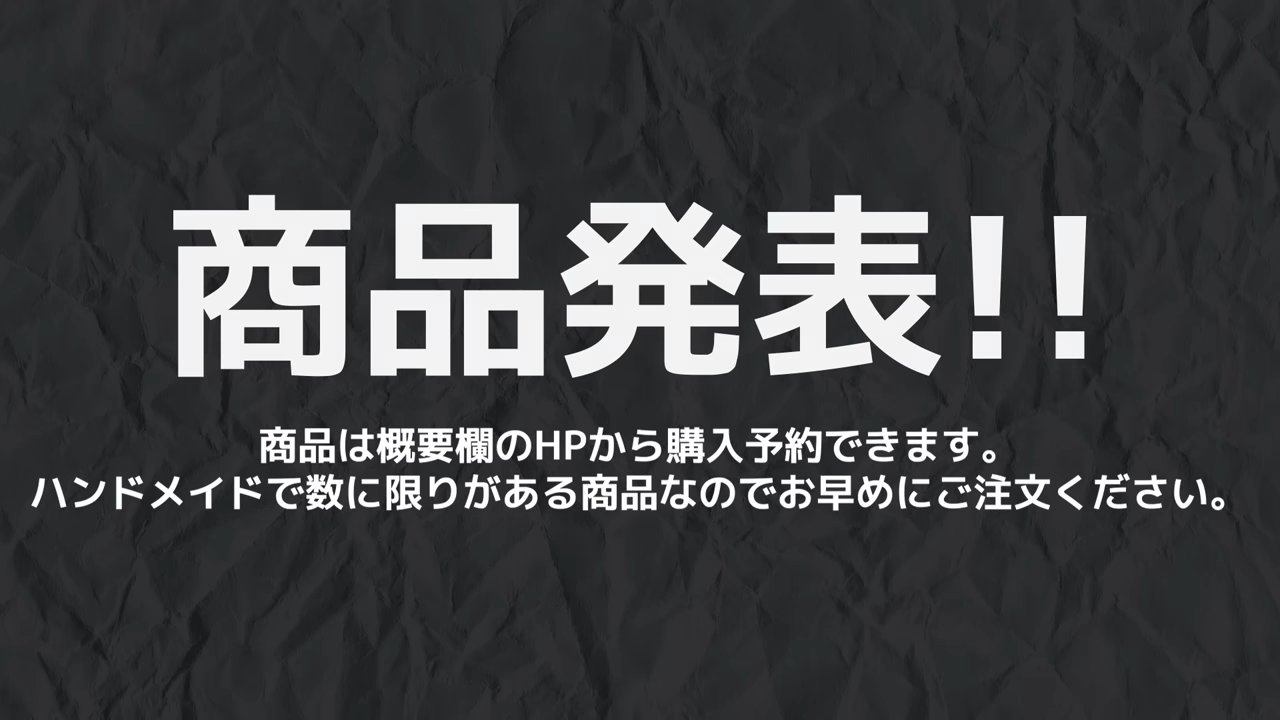 商品発表!!
商品は概要欄のHPから購入予約できます。
ハンドメイドで数に限りがある商品なのでお早めにご注文ください。